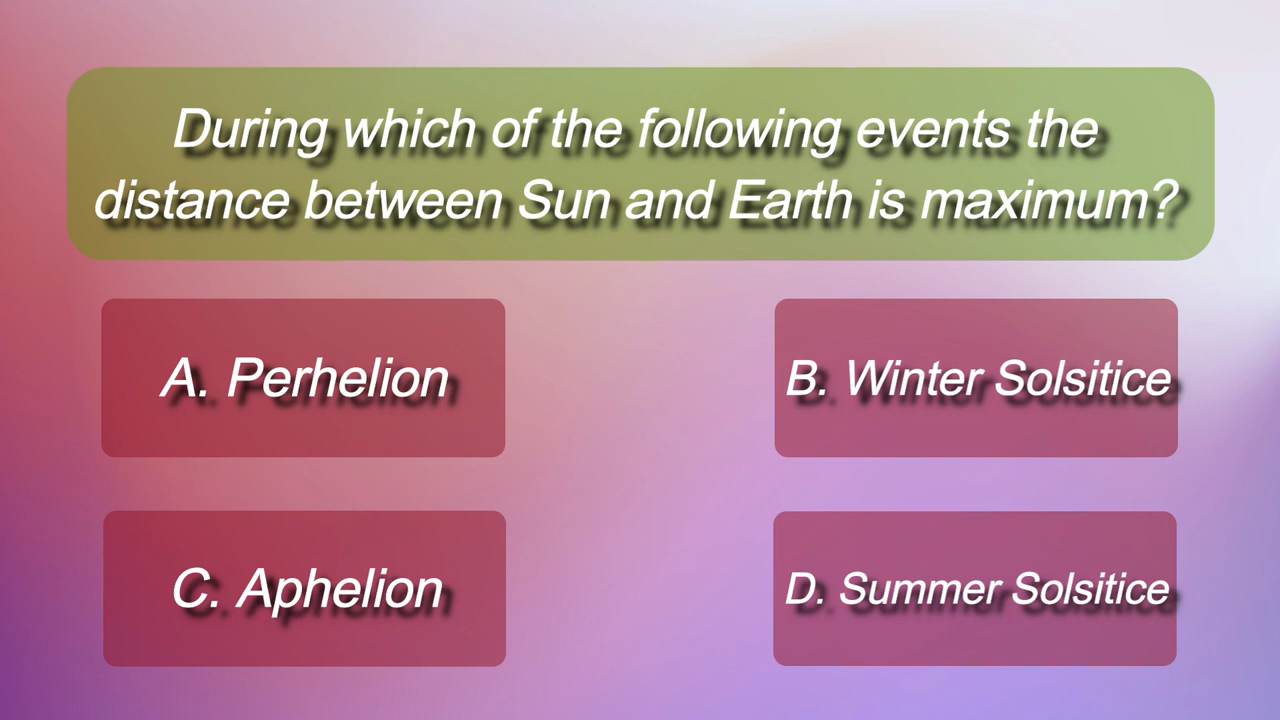 During which of the following events the
distance between Sun and Earth is maximum?
A. Perhelion
B. Winter Solsitice
C. Aphelion
D. Summer Solsitice